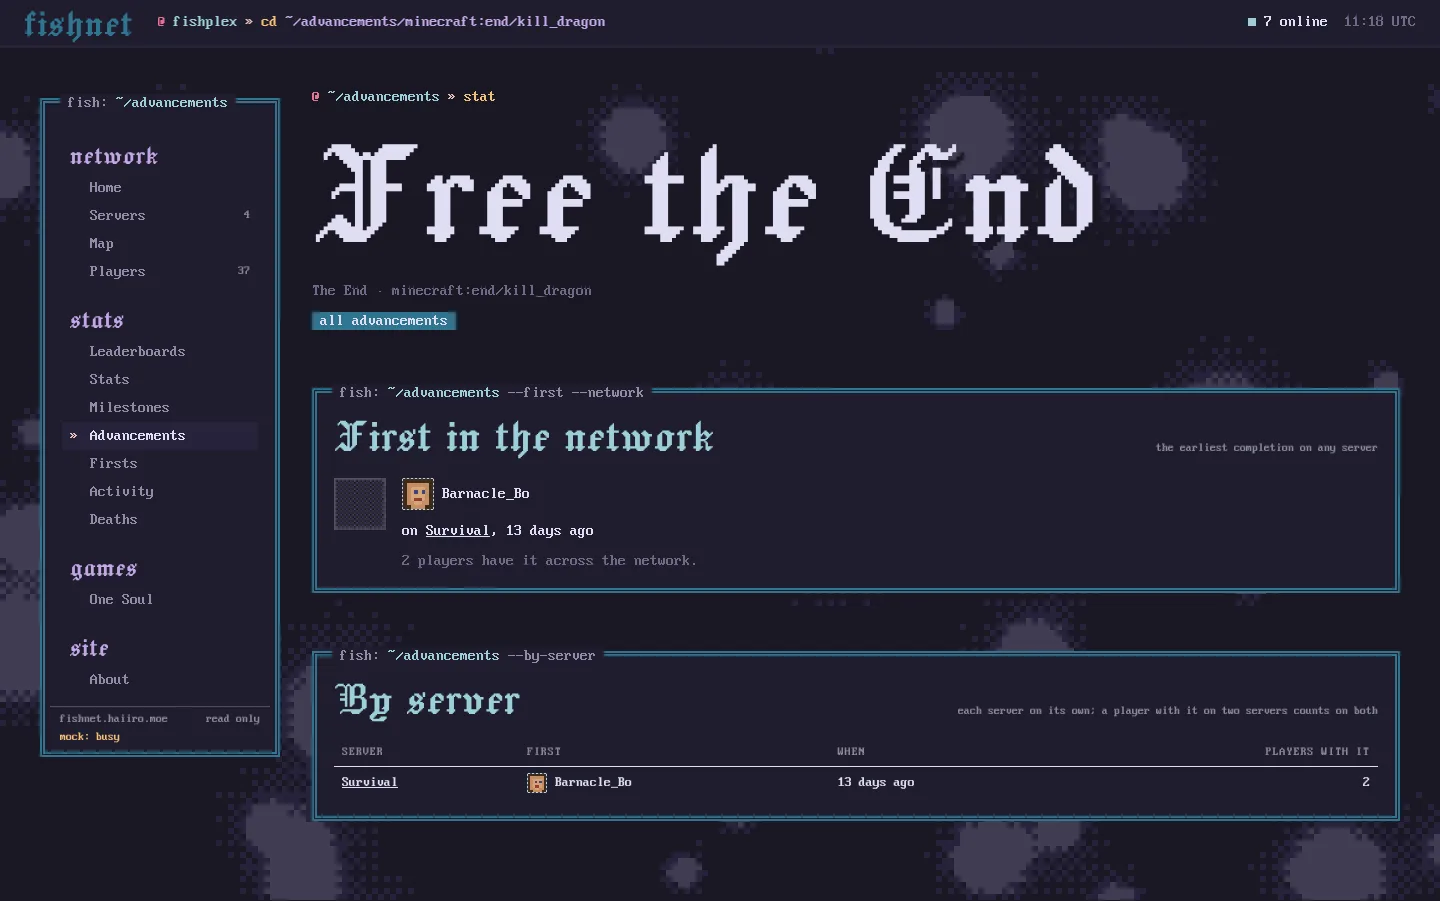 fishnet @ fishplex » cd ~/advancements/minecraft:end/kill_dragon 7 online 11:18 UTC
fish: ~/advancements
network
Home
Servers 4
Map
Players 37
stats
Leaderboards
Stats
Milestones
» Advancements
Firsts
Activity
Deaths
games
One Soul
site
About
fishnet.haiiro.moe read only
mock: busy
@ ~/advancements » stat
Free the End
The End · minecraft:end/kill_dragon
all advancements
fish: ~/advancements --first --network
First in the network
the earliest completion on any server
Barnacle_Bo
on Survival, 13 days ago
2 players have it across the network.
fish: ~/advancements --by-server
By server
each server on its own; a player with it on two servers counts on both
SERVER FIRST WHEN PLAYERS WITH IT
Survival Barnacle_Bo 13 days ago 2